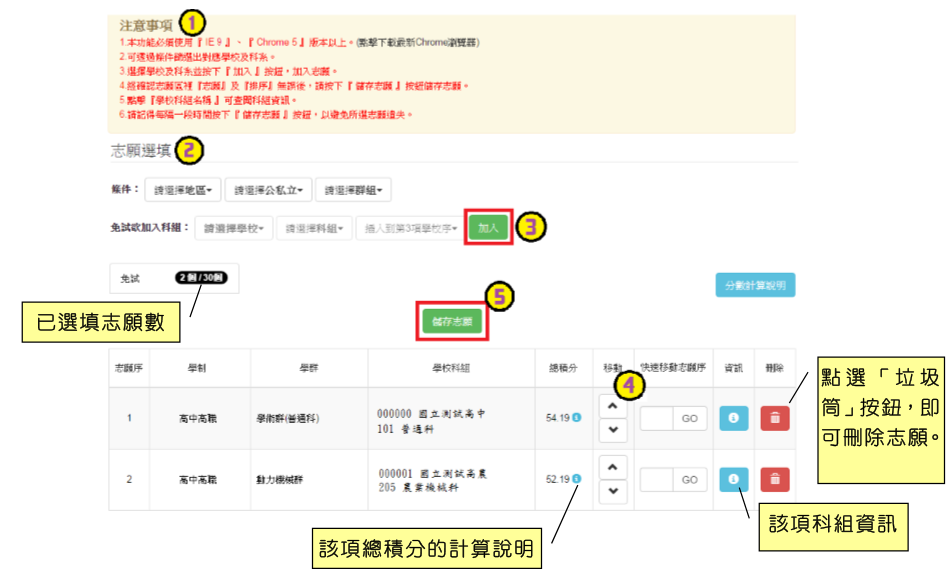 注意事項 1
1.本功能必須使用『 IE 9 』、『 Chrome 5 』版本以上。(點擊下載最新Chrome瀏覽器)
2.可透過條件篩選出對應學校及科系。
3.選擇學校及科系並按下『 加入 』按鈕，加入志願。
4.當確認志願區裡『志願』及『排序』無誤後，請按下『 儲存志願 』按鈕儲存志願。
5.點擊『學校科組名稱 』可查閱科組資訊。
6.請記得每隔一段時間按下『 儲存志願 』按鈕，以避免所選志願遺失。
志願選填 2
條件： 請選擇地區 請選擇公私立 請選擇群組
免試欲加入科組： 請選擇學校 請選擇科組 插入到第3項學校序 加入 3
免試 2 個 / 30個 分數計算說明
已選填志願數
5
儲存志願
志願序 學制 學群 學校科組 總積分 移動 快速移動志願序 資訊 刪除
4
1 高中高職 學術群(普通科) 000000 國立測試高中 54.19 GO
101 普通科
2 高中高職 動力機械群 000001 國立測試高農 52.19 GO
205 農業機械科
點選「垃圾
筒」按鈕，即
可刪除志願。
該項科組資訊
該項總積分的計算說明